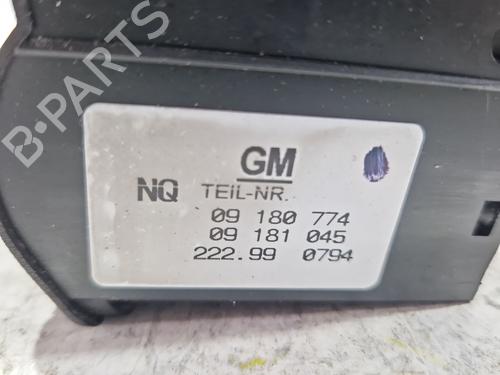 B-PARTS
GM
NQ TEIL-NR.
09 180 774
09 181 045
222.99 0794